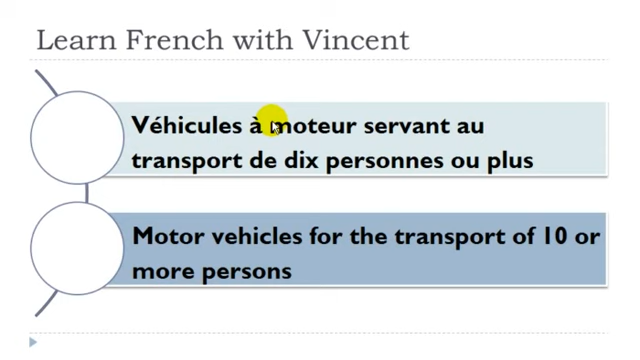 Learn French with Vincent
Véhicules à moteur servant au
transport de dix personnes ou plus
Motor vehicles for the transport of 10 or
more persons